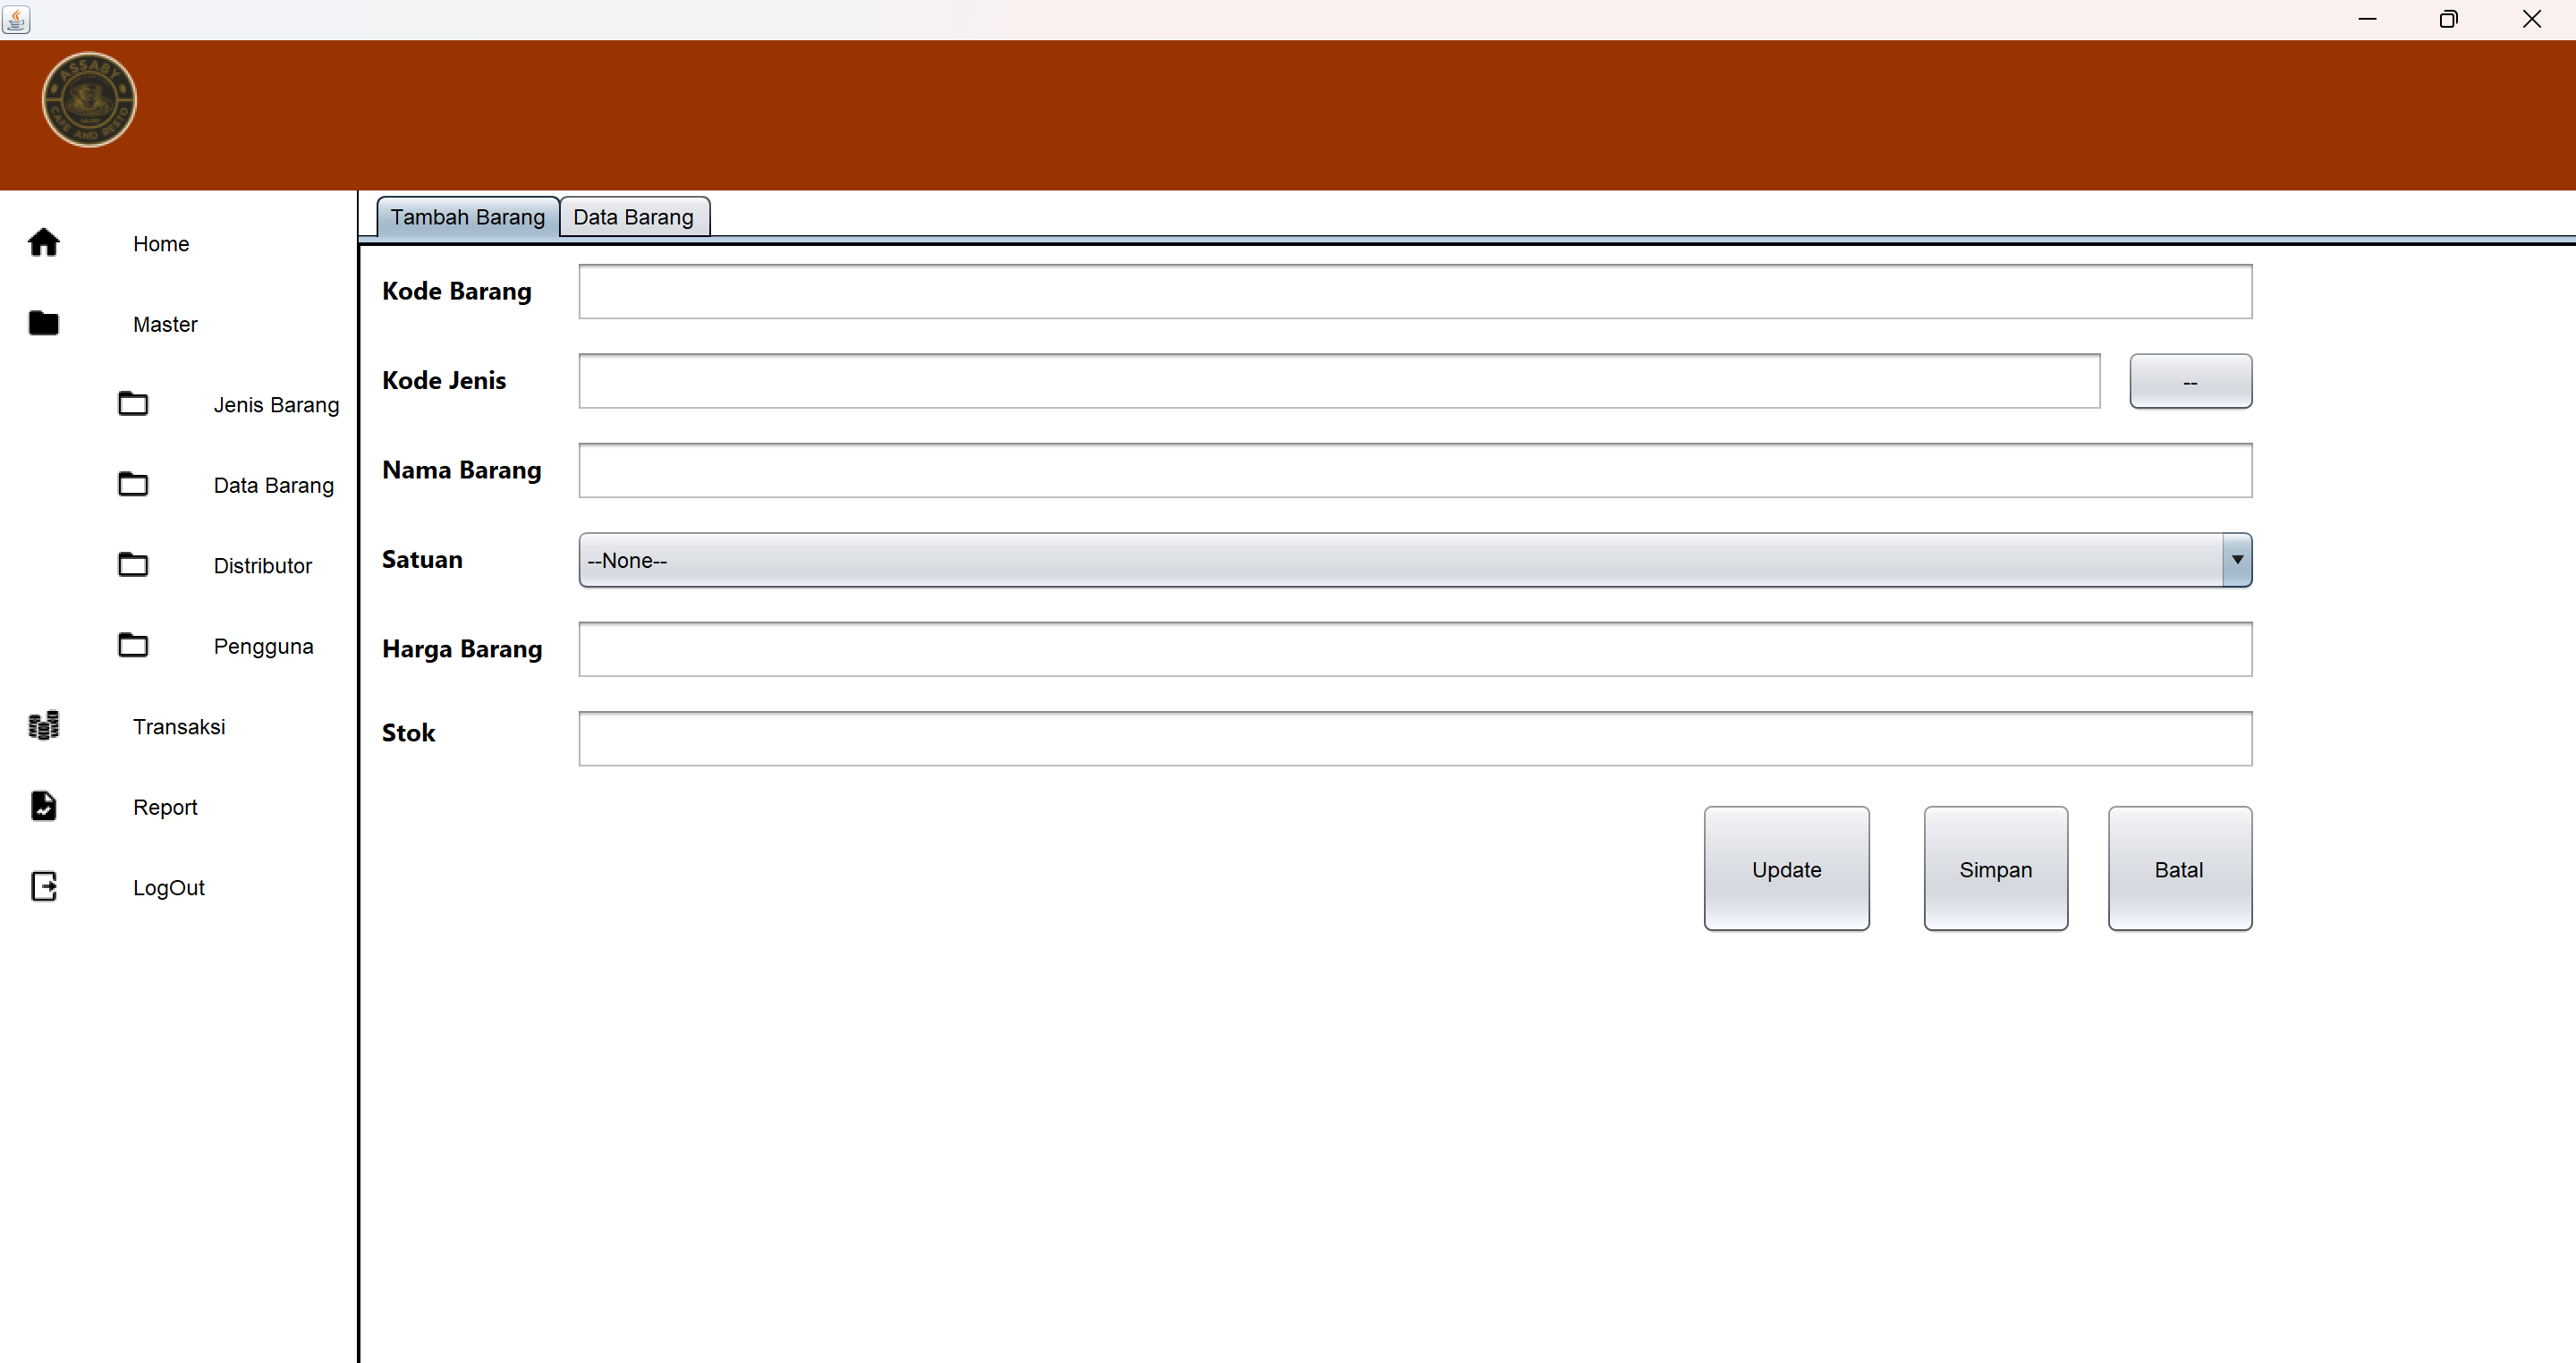 ASSABY
CAFE AND RESTO
Home
Master
Jenis Barang
Data Barang
Distributor
Pengguna
Transaksi
Report
LogOut
Tambah Barang
Data Barang
Kode Barang
Kode Jenis
--
Nama Barang
Satuan
--None--
Harga Barang
Stok
Update
Simpan
Batal